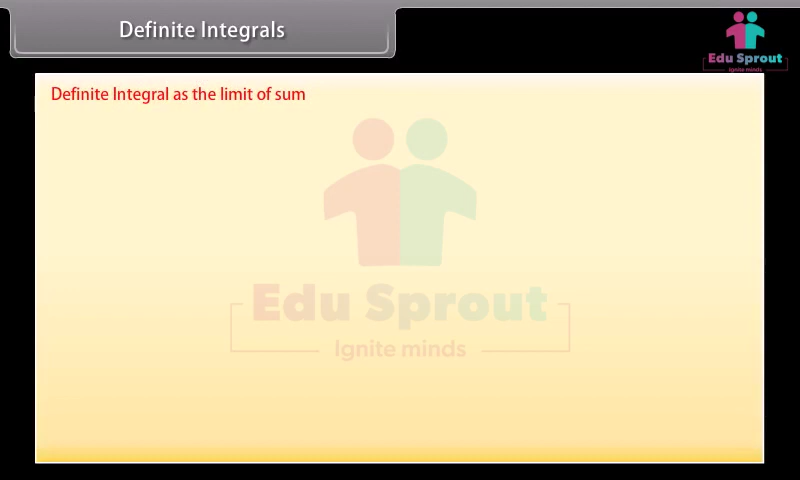 Definite Integrals
Edu Sprout
Ignite minds
Definite Integral as the limit of sum
Edu Sprout
Ignite minds